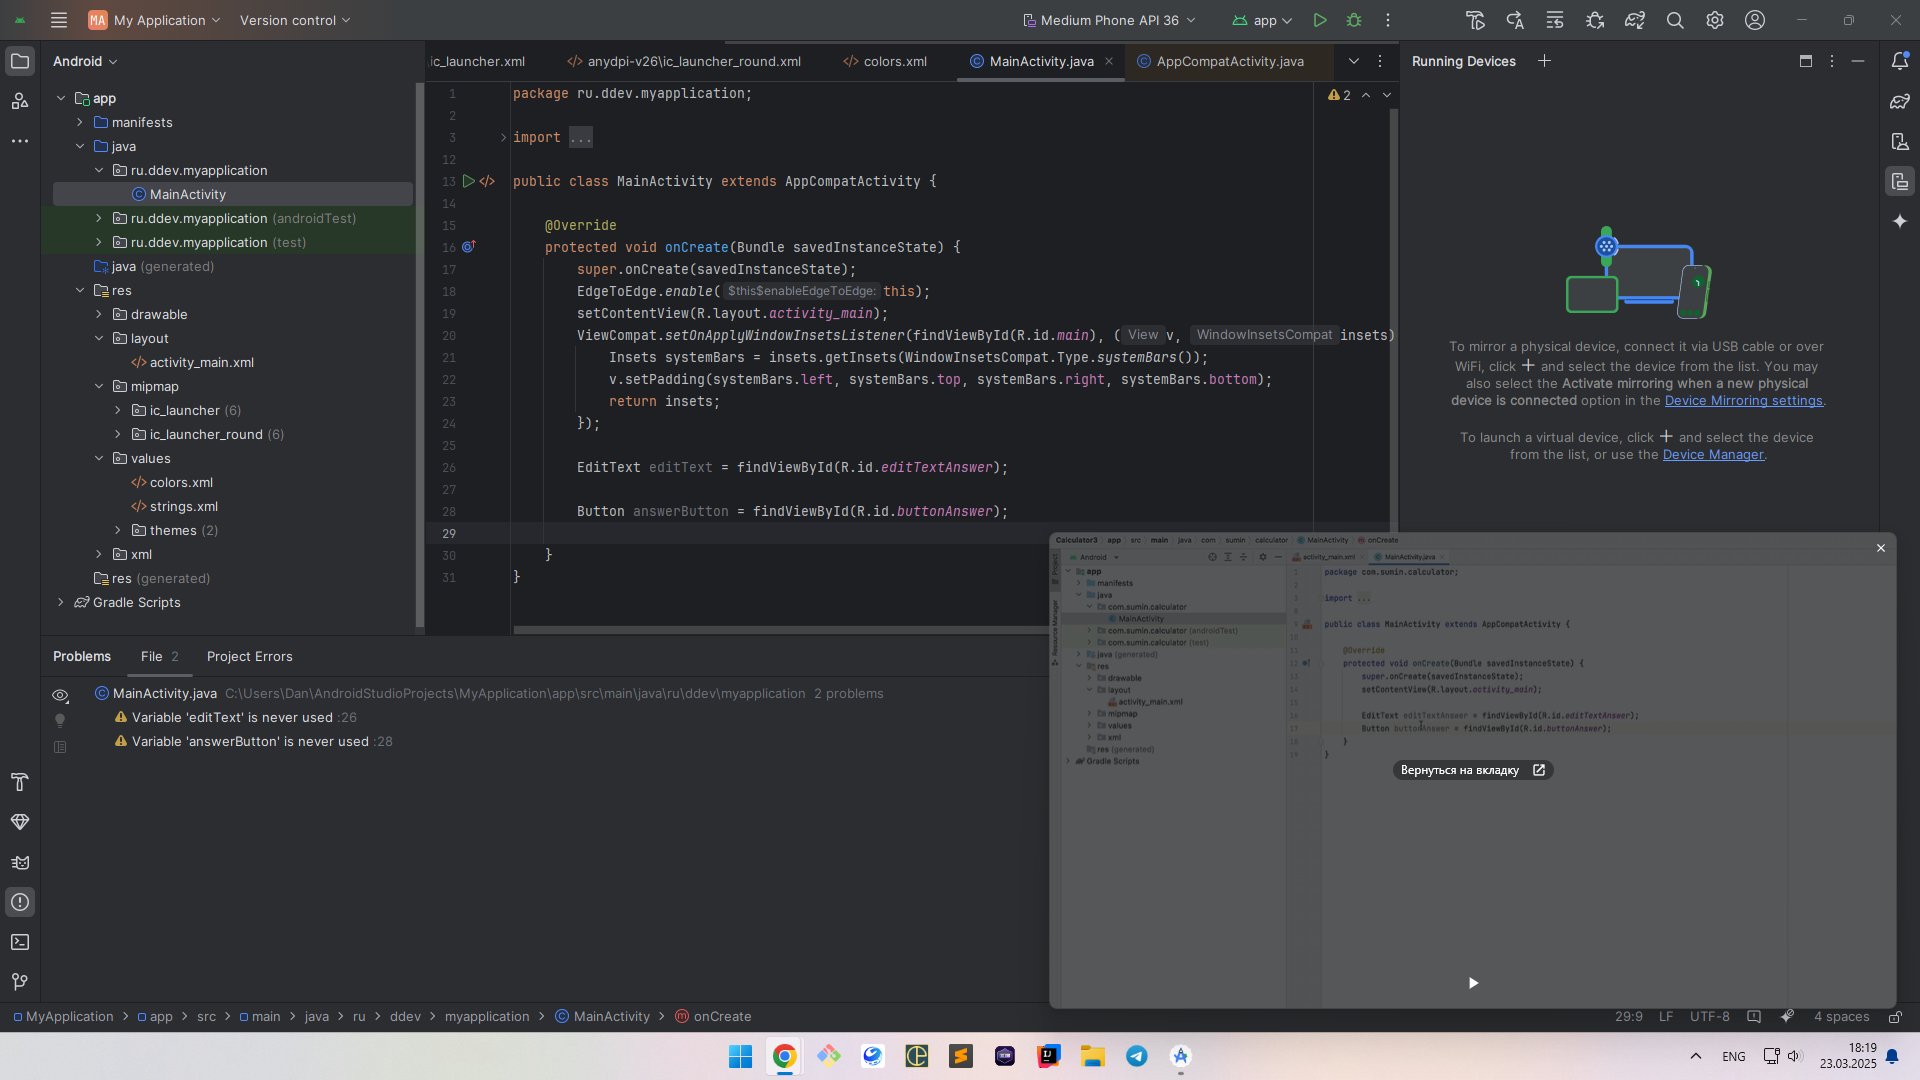 MA My Application
Version control
Medium Phone API 36
app
Android
ic_launcher.xml
anydpi-v26\ic_launcher_round.xml
colors.xml
MainActivity.java
AppCompatActivity.java
Running Devices
app
manifests
java
ru.ddev.myapplication
MainActivity
ru.ddev.myapplication (androidTest)
ru.ddev.myapplication (test)
java (generated)
res
drawable
layout
activity_main.xml
mipmap
ic_launcher (6)
ic_launcher_round (6)
values
colors.xml
strings.xml
themes (2)
xml
res (generated)
Gradle Scripts
2
1 package ru.ddev.myapplication;
2
3 import ...
12
13 public class MainActivity extends AppCompatActivity {
14
15 @Override
16 protected void onCreate(Bundle savedInstanceState) {
17 super.onCreate(savedInstanceState);
18 EdgeToEdge.enable( $this$enableEdgeToEdge: this);
19 setContentView(R.layout.activity_main);
20 ViewCompat.setOnApplyWindowInsetsListener(findViewById(R.id.main), ( View v, WindowInsetsCompat insets)
21 Insets systemBars = insets.getInsets(WindowInsetsCompat.Type.systemBars());
22 v.setPadding(systemBars.left, systemBars.top, systemBars.right, systemBars.bottom);
23 return insets;
24 });
25
26 EditText editText = findViewById(R.id.editTextAnswer);
27
28 Button answerButton = findViewById(R.id.buttonAnswer);
29
30 }
31 }
To mirror a physical device, connect it via USB cable or over
WiFi, click + and select the device from the list. You may
also select the Activate mirroring when a new physical
device is connected option in the Device Mirroring settings.
To launch a virtual device, click + and select the device
from the list, or use the Device Manager.
Problems
File 2
Project Errors
MainActivity.java C:\Users\Dan\AndroidStudioProjects\MyApplication\app\src\main\java\ru\ddev\myapplication 2 problems
Variable 'editText' is never used :26
Variable 'answerButton' is never used :28
Calculator3 app src main java com sumin calculator MainActivity onCreate
Project
Resource Manager
Android
activity_main.xml
MainActivity.java
app
manifests
java
com.sumin.calculator
MainActivity
com.sumin.calculator (androidTest)
com.sumin.calculator (test)
java (generated)
res
drawable
layout
activity_main.xml
mipmap
values
xml
res (generated)
Gradle Scripts
package com.sumin.calculator;
import ...
public class MainActivity extends AppCompatActivity {
@Override
protected void onCreate(Bundle savedInstanceState) {
super.onCreate(savedInstanceState);
setContentView(R.layout.activity_main);
EditText editTextAnswer = findViewById(R.id.editTextAnswer);
Button buttonAnswer = findViewById(R.id.buttonAnswer);
}
}
Вернуться на вкладку
MyApplication > app > src > main > java > ru > ddev > myapplication > MainActivity > onCreate
29:9 LF UTF-8 4 spaces
ENG
18:19
23.03.2025